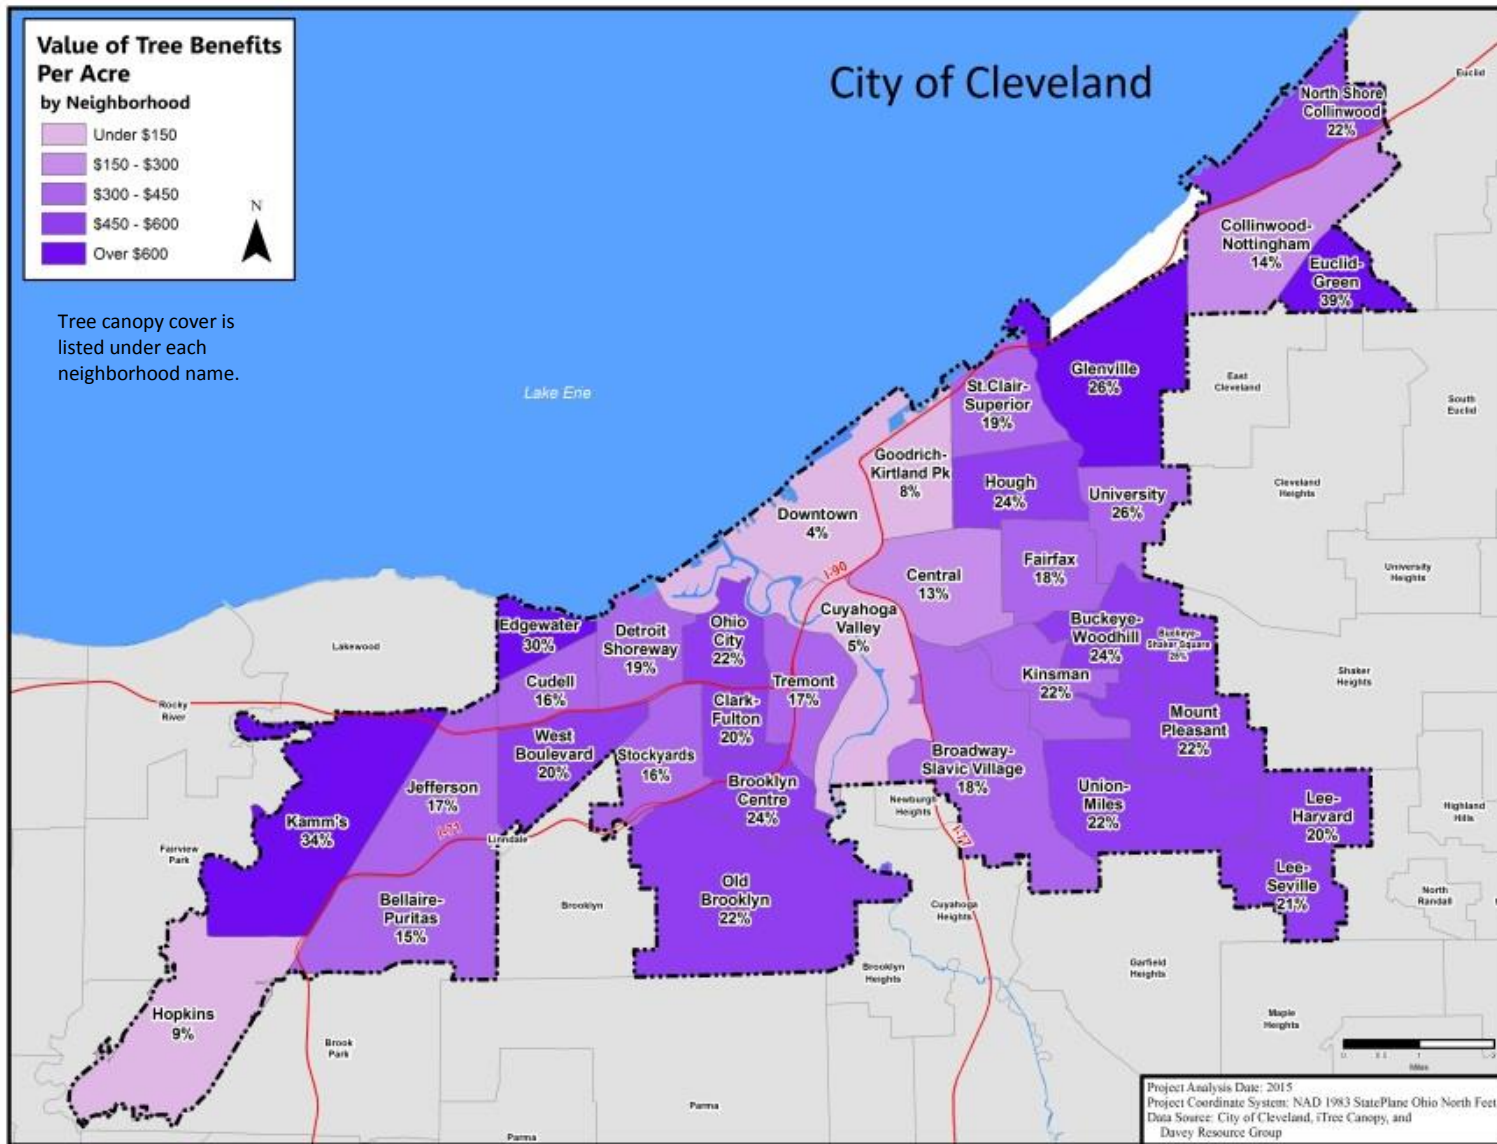 Value of Tree Benefits
Per Acre
by Neighborhood
Under $150
$150 - $300
$300 - $450
$450 - $600
Over $600
N
Tree canopy cover is
listed under each
neighborhood name.
City of Cleveland
Lake Erie
Euclid
North Shore
Collinwood
22%
Collinwood-
Nottingham
14%
Euclid-
Green
39%
Glenville
26%
East
Cleveland
South
Euclid
St.Clair-
Superior
19%
Goodrich-
Kirtland Pk
8%
Hough
24%
University
26%
Cleveland
Heights
Downtown
4%
I-90
Central
13%
Fairfax
18%
University
Heights
Cuyahoga
Valley
5%
Buckeye-
Woodhill
24%
Buckeye-
Shaker Square
Lakewood
Edgewater
30%
Detroit
Shoreway
19%
Ohio
City
22%
Cudell
16%
Tremont
17%
Kinsman
22%
Shaker
Heights
Rocky
River
Clark-
Fulton
20%
Mount
Pleasant
22%
West
Boulevard
20%
Stockyards
16%
Broadway-
Slavic Village
18%
Jefferson
17%
Brooklyn
Centre
24%
Union-
Miles
22%
Lee-
Harvard
20%
Newburgh
Heights
Highland
Hills
Kamm's
34%
I-71
Linndale
I-77
Fairview
Park
Old
Brooklyn
22%
Lee-
Seville
21%
North
Randall
Bellaire-
Puritas
15%
Brooklyn
Cuyahoga
Heights
Brooklyn
Heights
Garfield
Heights
Hopkins
9%
Brook
Park
Maple
Heights
Parma
Parma
0 0.5 1 2
Miles
Project Analysis Date: 2015
Project Coordinate System: NAD 1983 StatePlane Ohio North Feet
Data Source: City of Cleveland, iTree Canopy, and
Davey Resource Group